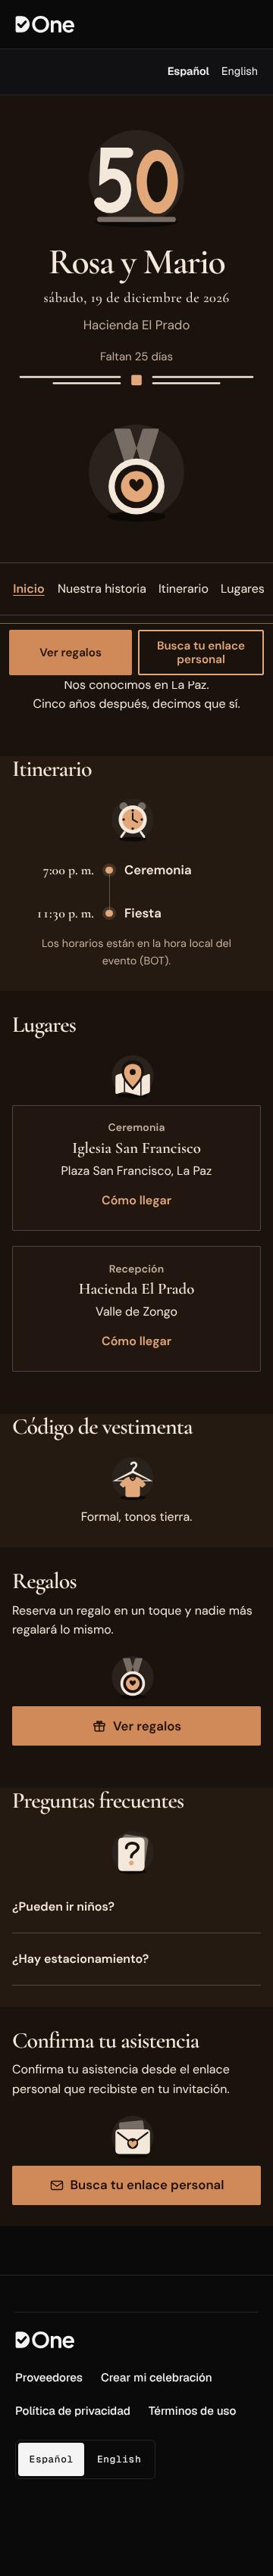 One
Español English
50
Rosa y Mario
sábado, 19 de diciembre de 2026
Hacienda El Prado
Faltan 25 días
Inicio Nuestra historia Itinerario Lugares
Ver regalos
Busca tu enlace
personal
Nos conocimos en La Paz.
Cinco años después, decimos que sí.
Itinerario
7:00 p. m. Ceremonia
11:30 p. m. Fiesta
Los horarios están en la hora local del
evento (BOT).
Lugares
Ceremonia
Iglesia San Francisco
Plaza San Francisco, La Paz
Cómo llegar
Recepción
Hacienda El Prado
Valle de Zongo
Cómo llegar
Código de vestimenta
Formal, tonos tierra.
Regalos
Reserva un regalo en un toque y nadie más
regalará lo mismo.
Ver regalos
Preguntas frecuentes
?
¿Pueden ir niños?
¿Hay estacionamiento?
Confirma tu asistencia
Confirma tu asistencia desde el enlace
personal que recibiste en tu invitación.
Busca tu enlace personal
One
Proveedores Crear mi celebración
Política de privacidad Términos de uso
Español English